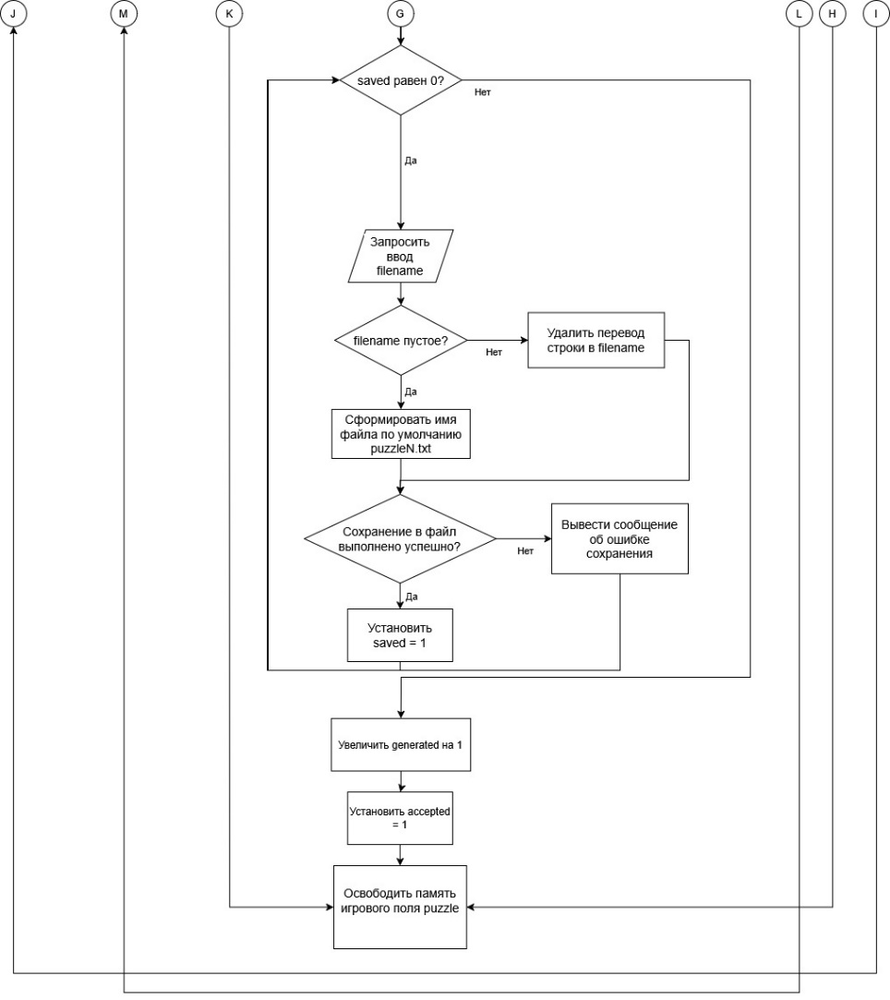 J
M
K
G
L
H
I
saved равен 0?
Нет
Да
Запросить
ввод
filename
filename пустое?
Нет
Удалить перевод
строки в filename
Да
Сформировать имя
файла по умолчанию
puzzleN.txt
Сохранение в файл
выполнено успешно?
Нет
Вывести сообщение
об ошибке
сохранения
Да
Установить
saved = 1
Увеличить generated на 1
Установить accepted
= 1
Освободить память
игрового поля puzzle